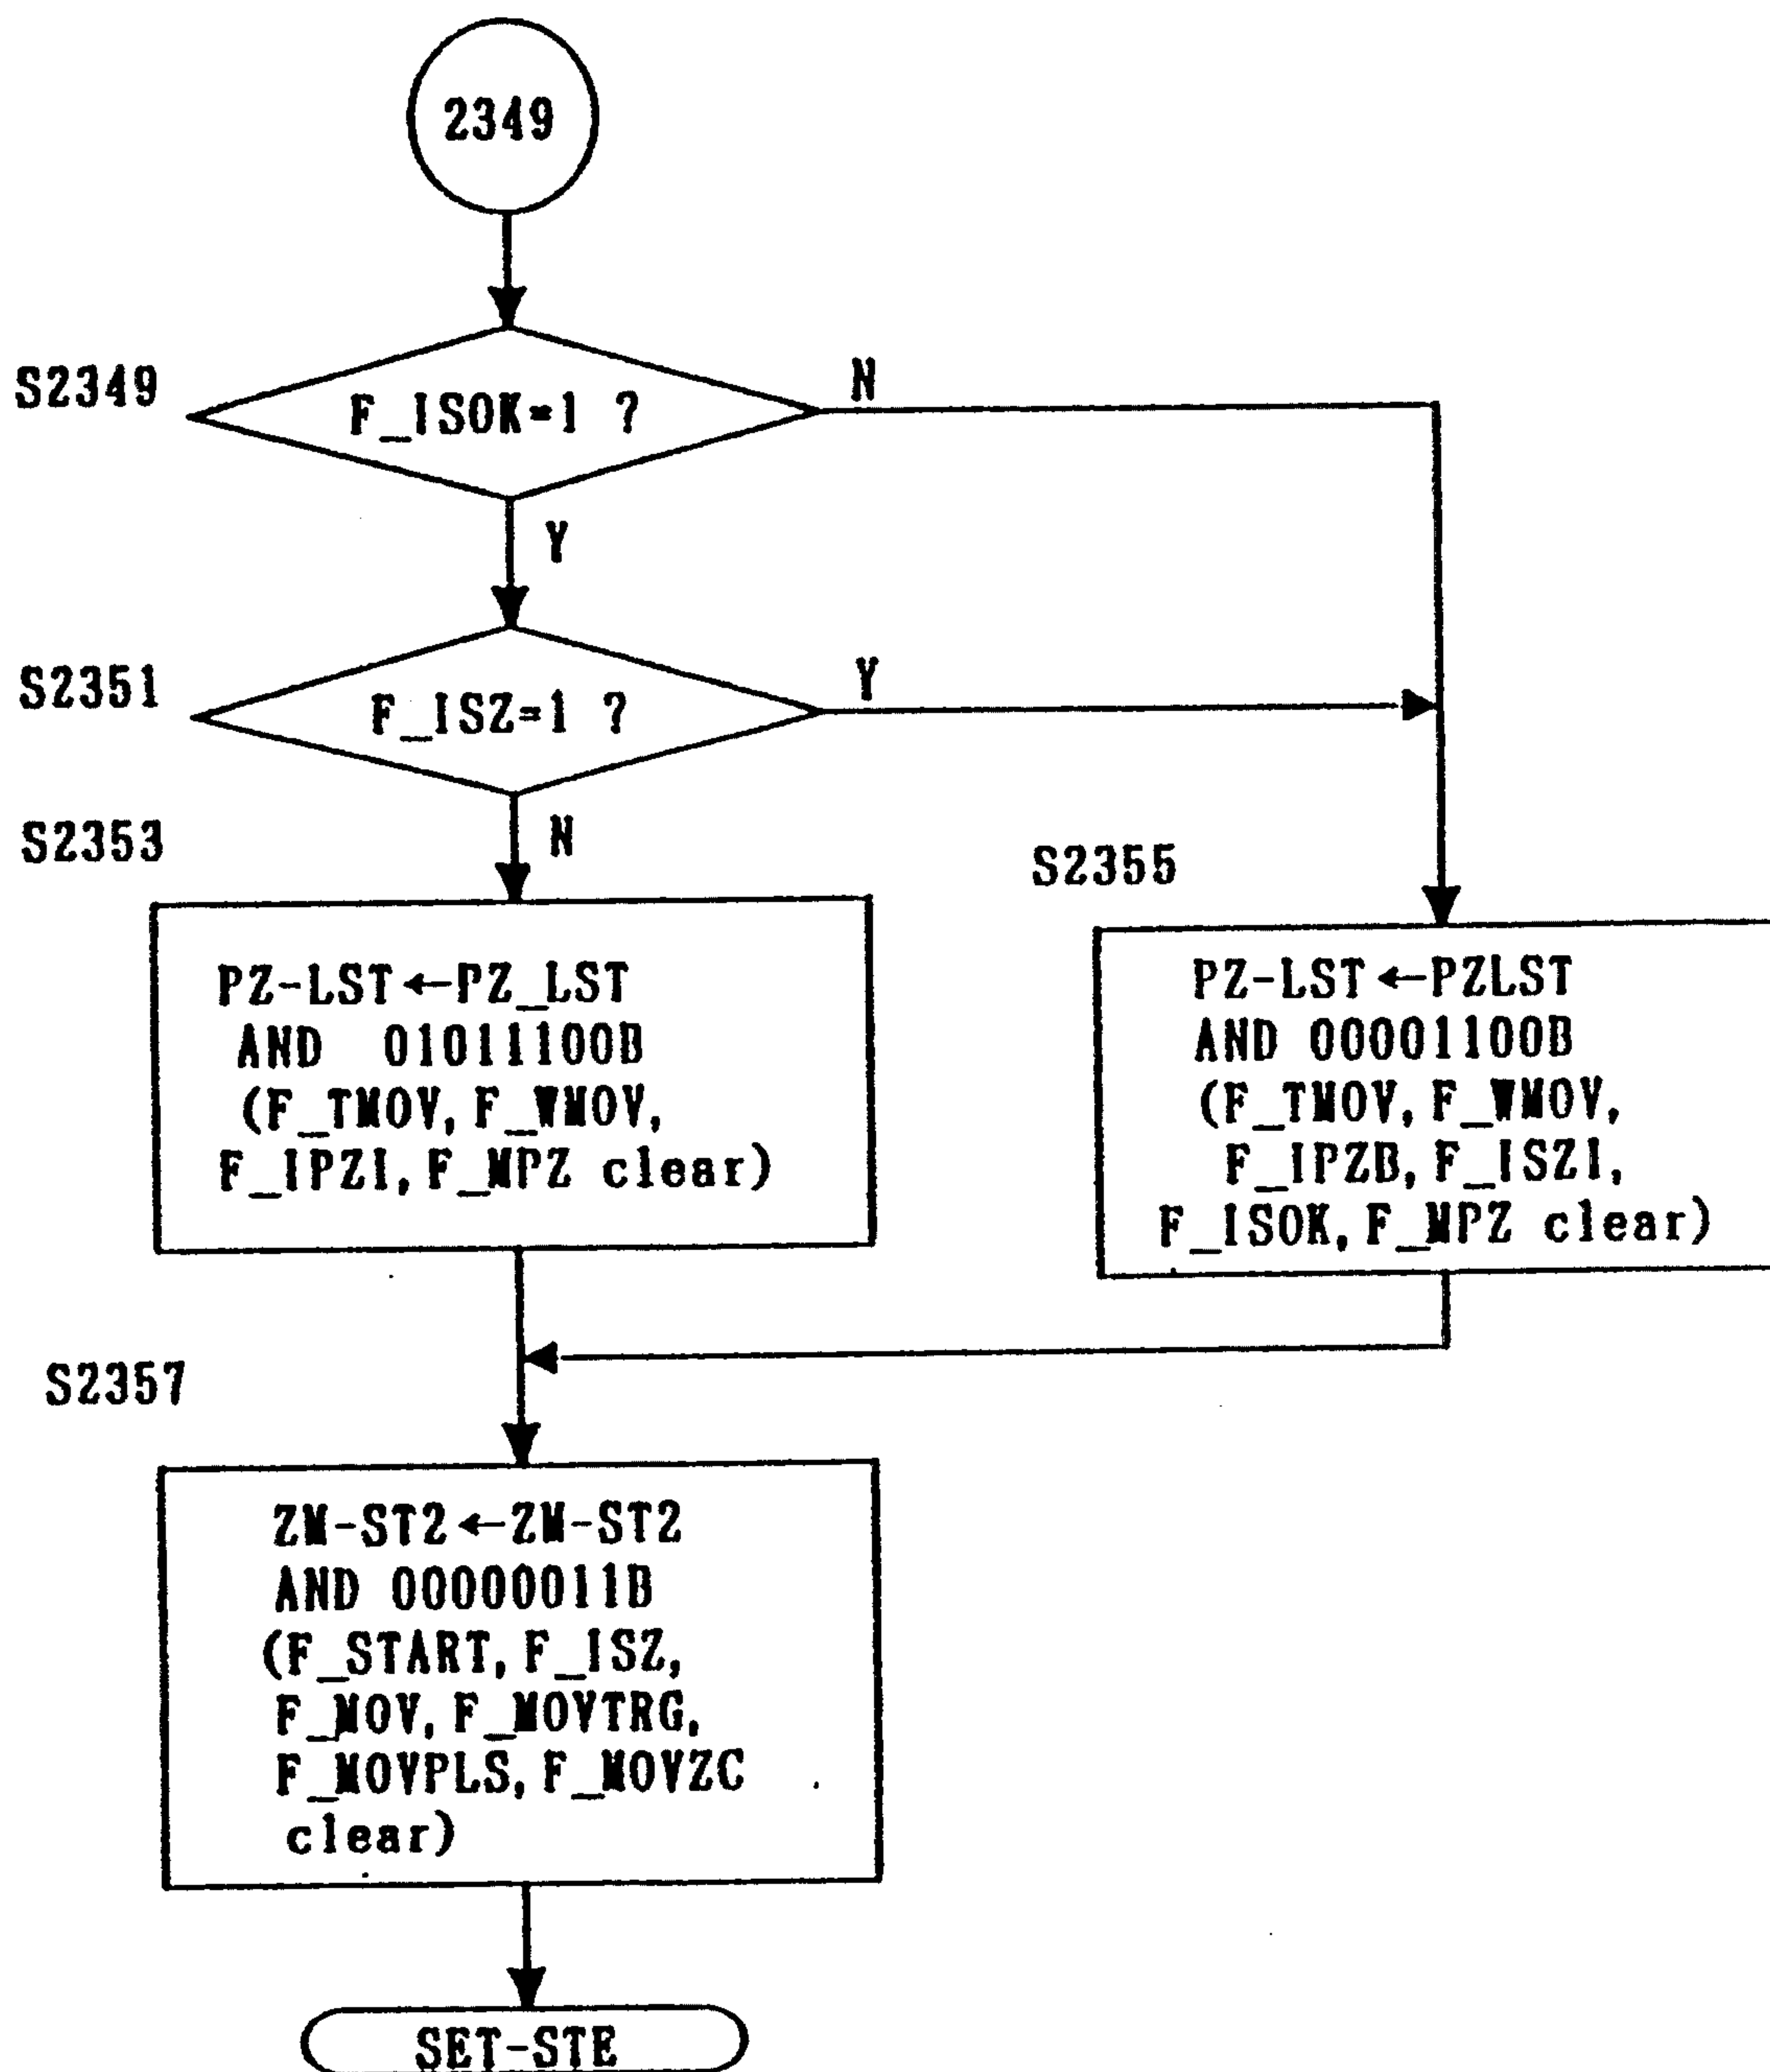 2349
S2349
F_ISOK=1 ?
N
Y
S2351
F_ISZ=1 ?
Y
S2353
N
PZ-LST←PZ_LST
AND 01011100B
(F_TMOV, F_WMOV,
F_IPZI, F_MPZ clear)
S2355
PZ-LST←PZLST
AND 00001100B
(F_TMOV, F_WMOV,
F_IPZB, F_ISZI,
F_ISOK, F_MPZ clear)
S2357
ZM-ST2←ZM-ST2
AND 00000011B
(F_START, F_ISZ,
F_MOV, F_MOVTRG,
F_MOVPLS, F_MOVZC
clear)
SET-STE